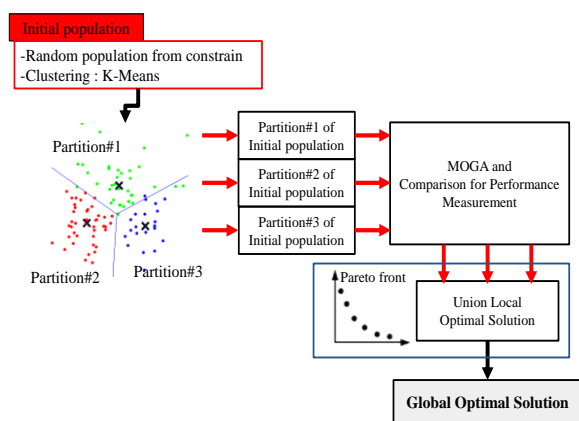 Initial population
-Random population from constrain
-Clustering : K-Means
Partition#1
Partition#2
Partition#3
Partition#1 of
Initial population
Partition#2 of
Initial population
Partition#3 of
Initial population
MOGA and
Comparison for Performance
Measurement
Pareto front
Union Local
Optimal Solution
Global Optimal Solution